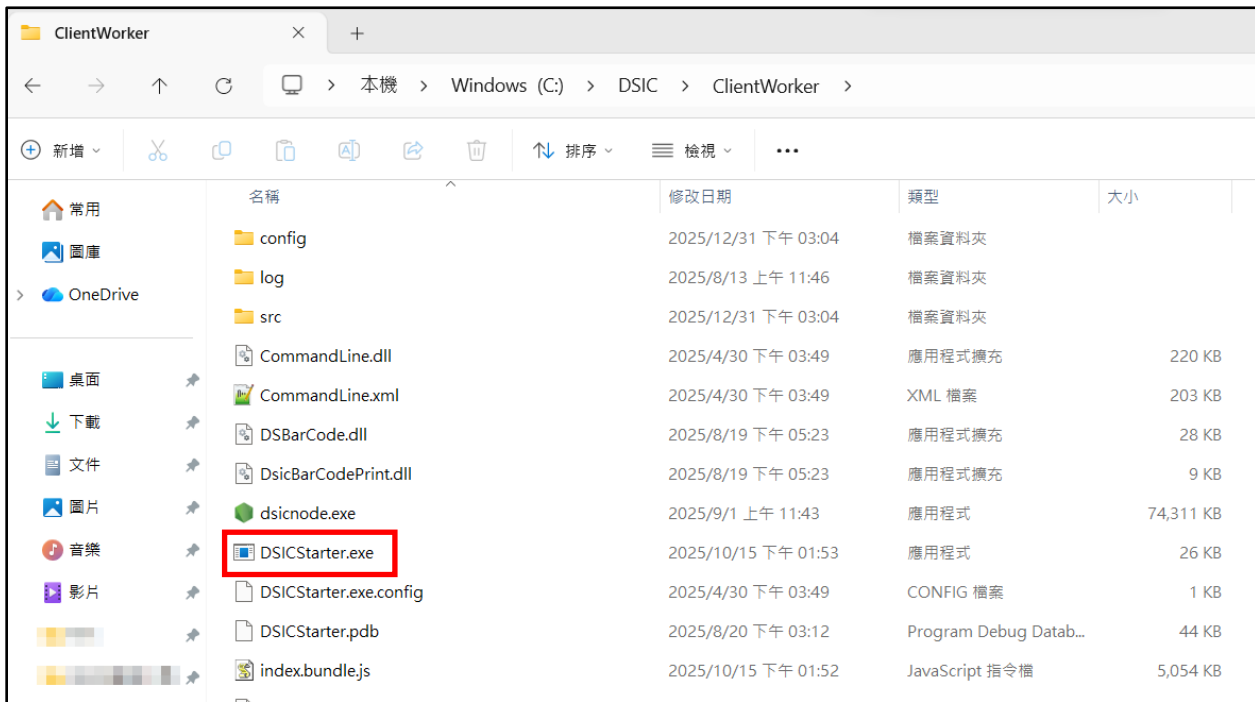 ClientWorker
本機 > Windows (C:) > DSIC > ClientWorker >
新增 排序 檢視
名稱 修改日期 類型 大小
常用
圖庫
OneDrive
桌面
下載
文件
圖片
音樂
影片
config 2025/12/31 下午 03:04 檔案資料夾
log 2025/8/13 上午 11:46 檔案資料夾
src 2025/12/31 下午 03:04 檔案資料夾
CommandLine.dll 2025/4/30 下午 03:49 應用程式擴充 220 KB
CommandLine.xml 2025/4/30 下午 03:49 XML 檔案 203 KB
DSBarCode.dll 2025/8/19 下午 05:23 應用程式擴充 28 KB
DsicBarCodePrint.dll 2025/8/19 下午 05:23 應用程式擴充 9 KB
dsicnode.exe 2025/9/1 上午 11:43 應用程式 74,311 KB
DSICStarter.exe 2025/10/15 下午 01:53 應用程式 26 KB
DSICStarter.exe.config 2025/4/30 下午 03:49 CONFIG 檔案 1 KB
DSICStarter.pdb 2025/8/20 下午 03:12 Program Debug Datab... 44 KB
index.bundle.js 2025/10/15 下午 01:52 JavaScript 指令檔 5,054 KB